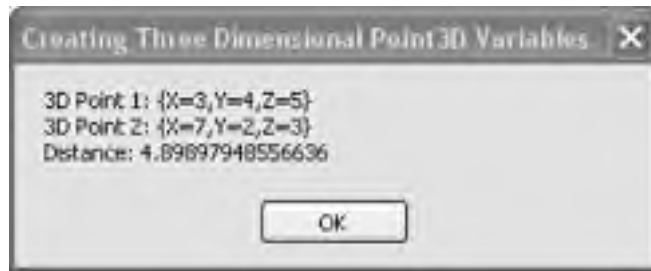 Creating Three Dimensional Point3D Variables
3D Point 1: {X=3,Y=4,Z=5}
3D Point 2: {X=7,Y=2,Z=3}
Distance: 4.89897948556636
OK